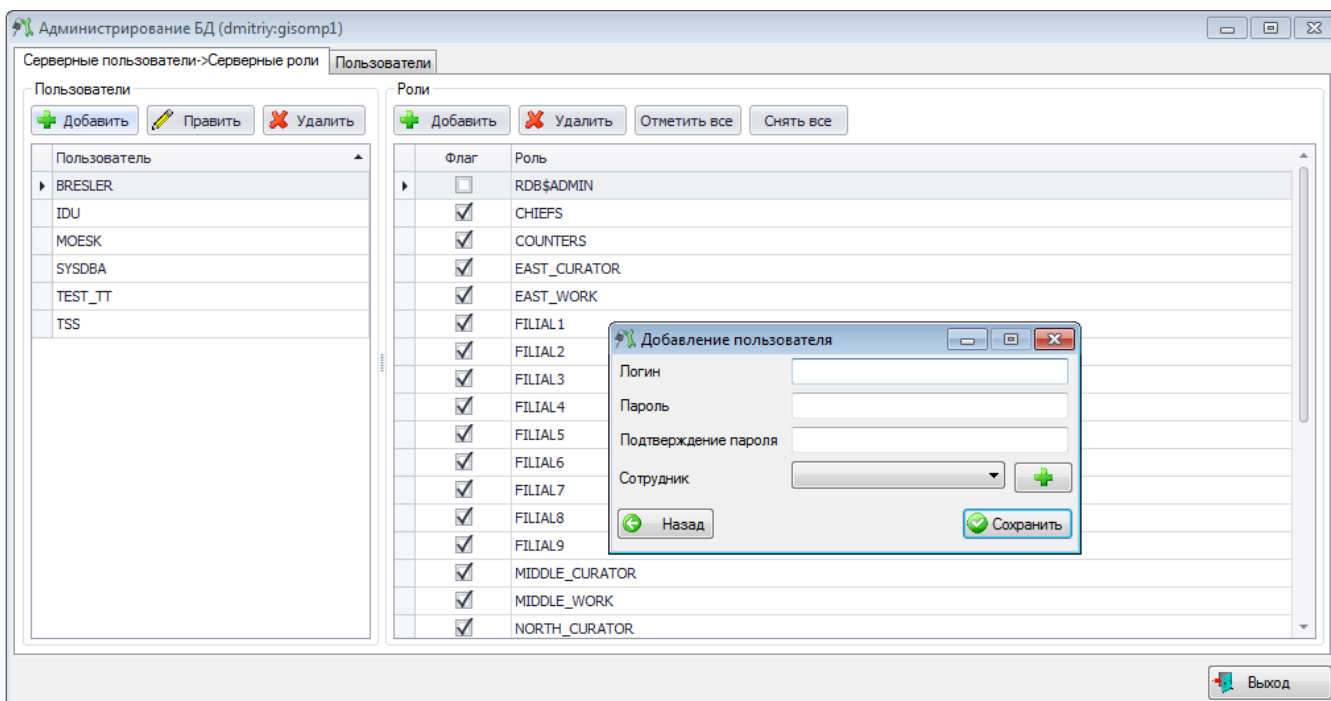 Администрирование БД (dmitriy:gisomp1)
Серверные пользователи->Серверные роли Пользователи
Пользователи
Добавить Править Удалить
Пользователь
BRESLER
IDU
MOESK
SYSDBA
TEST_TT
TSS
Роли
Добавить Удалить Отметить все Снять все
Флаг Роль
RDB$ADMIN
CHIEFS
COUNTERS
EAST_CURATOR
EAST_WORK
FILIAL1
FILIAL2
FILIAL3
FILIAL4
FILIAL5
FILIAL6
FILIAL7
FILIAL8
FILIAL9
MIDDLE_CURATOR
MIDDLE_WORK
NORTH_CURATOR
Добавление пользователя
Логин
Пароль
Подтверждение пароля
Сотрудник
Назад Сохранить
Выход